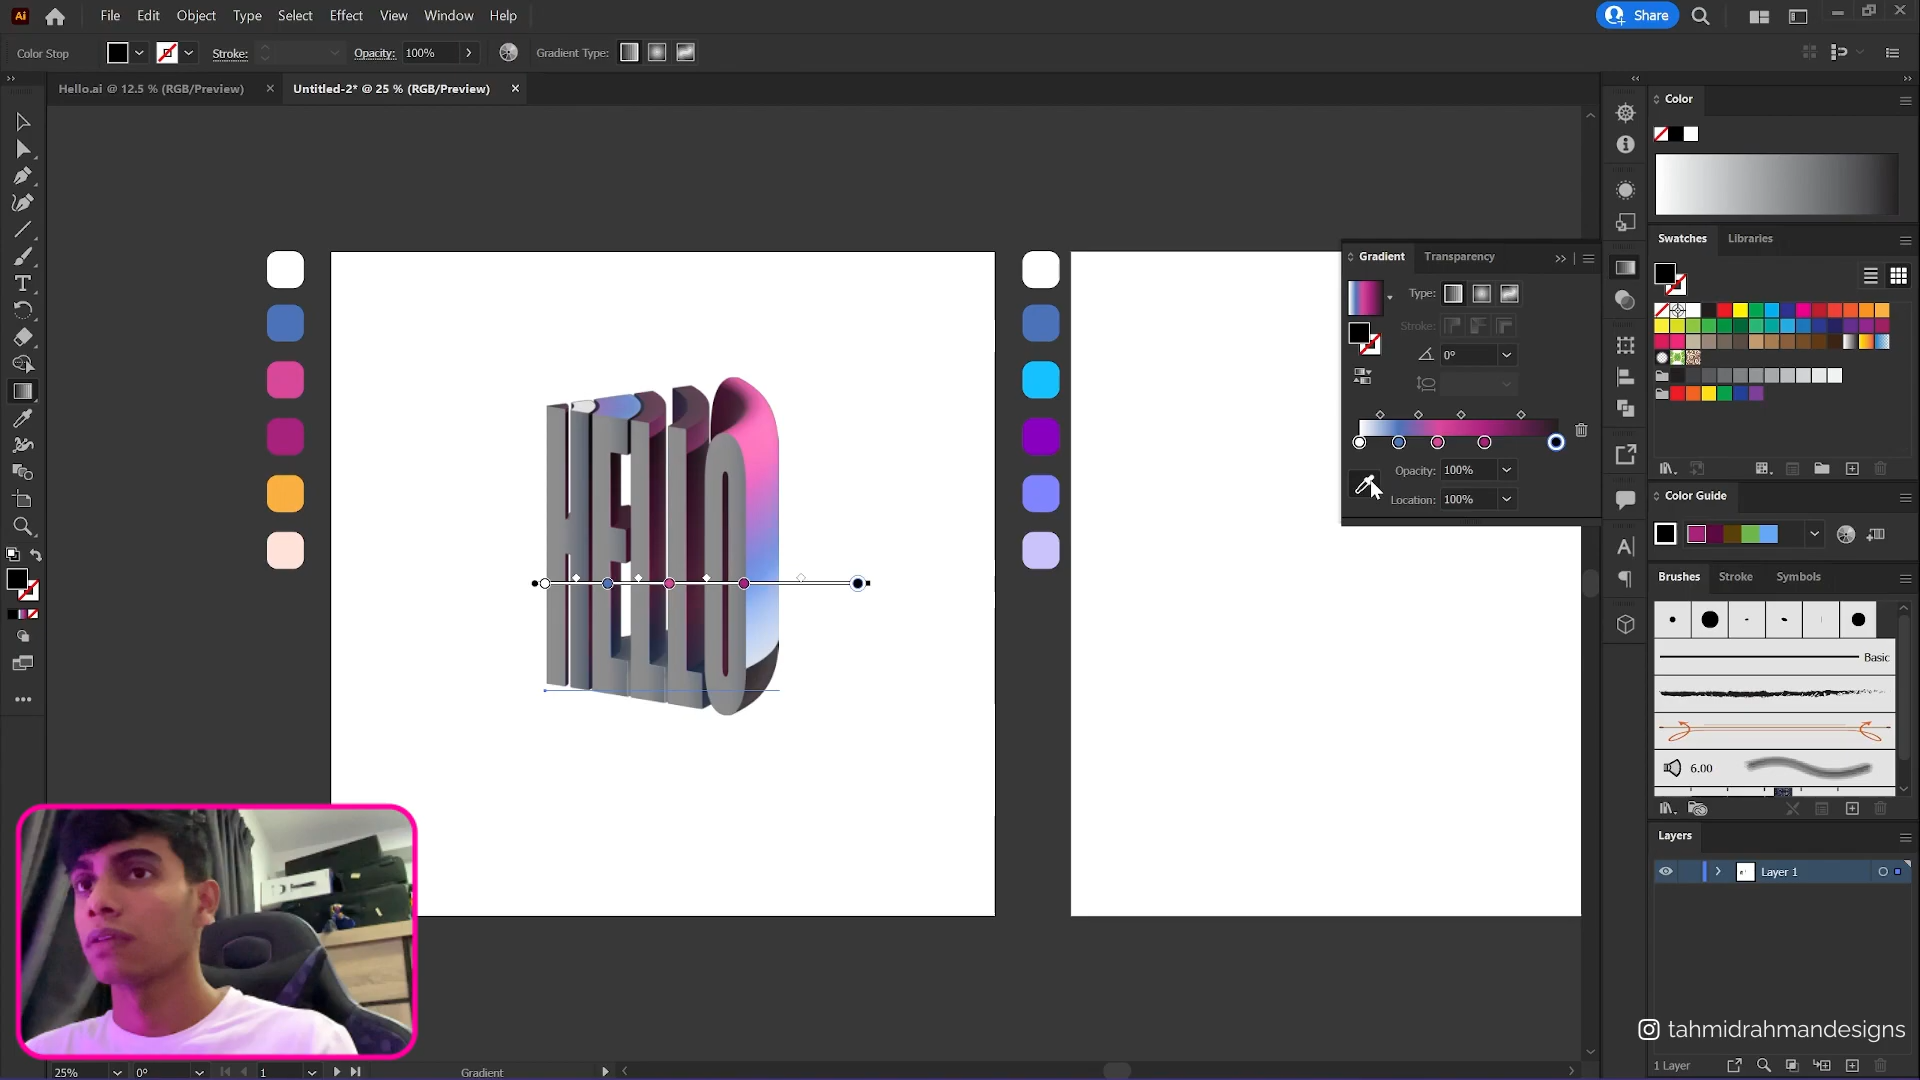 Ai File Edit Object Type Select Effect View Window Help Share
Color Stop Stroke: Opacity: 100% Gradient Type:
Hello.ai @ 12.5 % (RGB/Preview) Untitled-2* @ 25 % (RGB/Preview)
Color
Swatches Libraries
Gradient Transparency
Type:
Stroke:
0°
Opacity: 100%
Location: 100%
HELLO
Color Guide
Brushes Stroke Symbols
Basic
6.00
Layers
Layer 1
tahmidrahmandesigns
1 Layer
25% 0° 1 Gradient